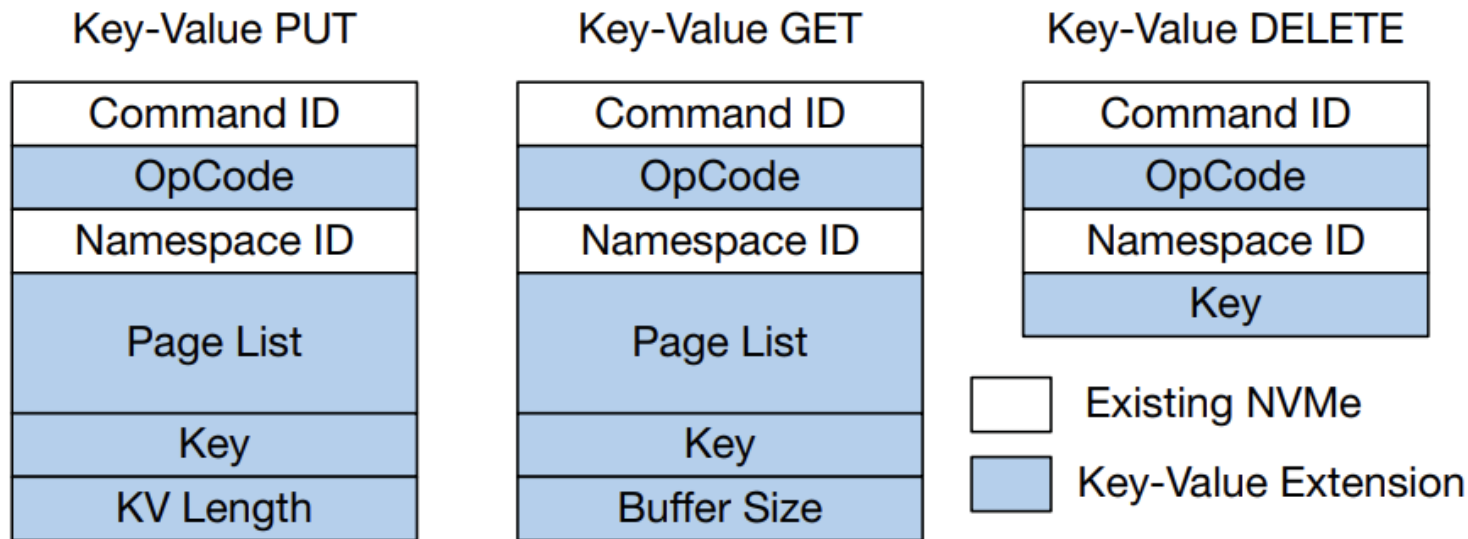 Key-Value PUT
Command ID
OpCode
Namespace ID
Page List
Key
KV Length
Key-Value GET
Command ID
OpCode
Namespace ID
Page List
Key
Buffer Size
Key-Value DELETE
Command ID
OpCode
Namespace ID
Key
Existing NVMe
Key-Value Extension